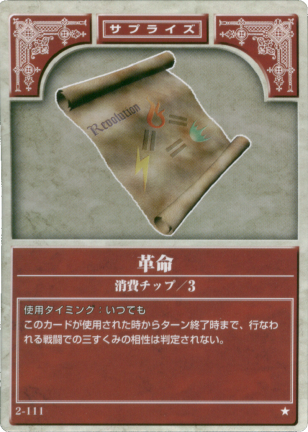 サプライズ
Revolution
革命
消費チップ／3
使用タイミング：いつても
このカードが使用された時からターン終了時まで、行なわ
れる戦闘での三すくみの相性は判定されない。
2-111
★